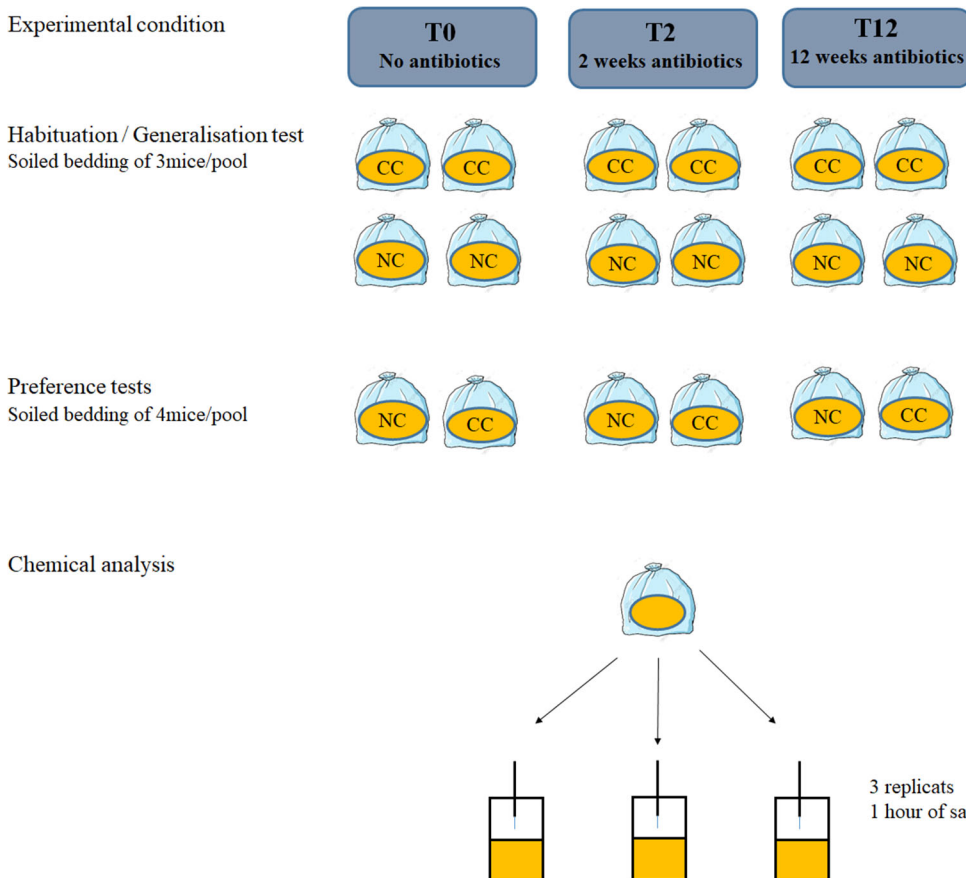 Experimental condition
T0
No antibiotics
T2
2 weeks antibiotics
T12
12 weeks antibiotics
Habituation / Generalisation test
Soiled bedding of 3mice/pool
CC CC CC CC CC CC
NC NC NC NC NC NC
Preference tests
Soiled bedding of 4mice/pool
NC CC NC CC NC CC
Chemical analysis
3 replicats
1 hour of